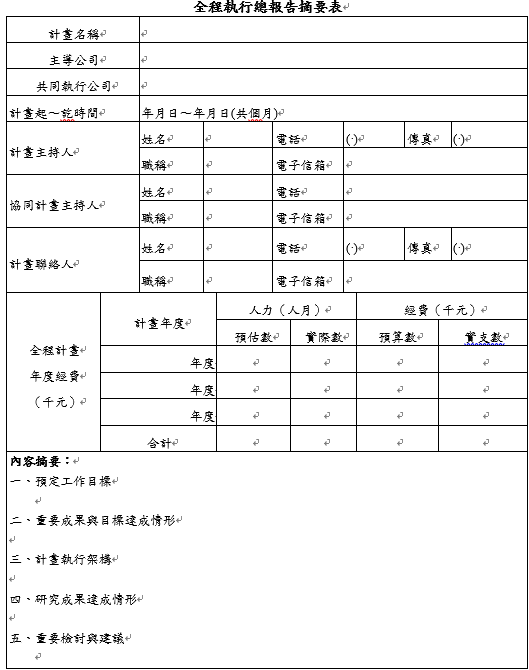 全程執行總報告摘要表
計畫名稱
主導公司
共同執行公司
計畫起～訖時間 年月日～年月日(共個月)
計畫主持人 姓名 電話 (·) 傳真 (·)
職稱 電子信箱
協同計畫主持人 姓名 電話
職稱 電子信箱
計畫聯絡人 姓名 電話 (·) 傳真 (·)
職稱 電子信箱
全程計畫
年度經費
（千元）
計畫年度 人力（人月） 經費（千元）
預估數 實際數 預算數 實支數
年度
年度
年度
合計
內容摘要：
一、預定工作目標
二、重要成果與目標達成情形
三、計畫執行架構
四、研究成果達成情形
五、重要檢討與建議